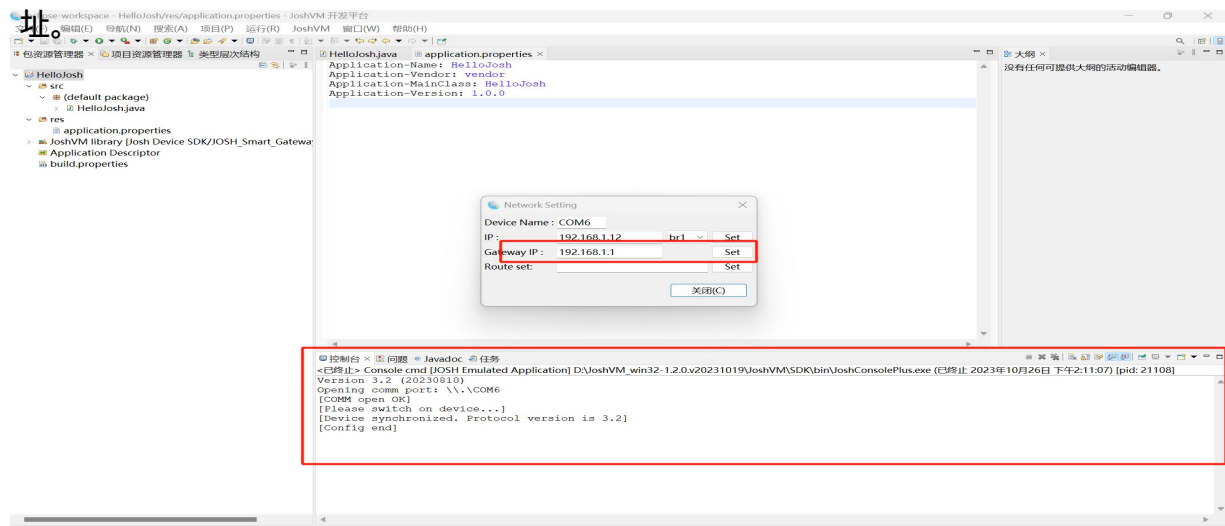 址。
se-workspace - HelloJosh/res/application.properties - JoshVM 开发平台
编辑(E) 导航(N) 搜索(A) 项目(P) 运行(R) JoshVM 窗口(W) 帮助(H)
包资源管理器 项目资源管理器 类型层次结构
HelloJosh
src
(default package)
HelloJosh.java
res
application.properties
JoshVM library [Josh Device SDK/JOSH_Smart_Gateway
Application Descriptor
build.properties
HelloJosh.java application.properties
Application-Name: HelloJosh
Application-Vendor: vendor
Application-MainClass: HelloJosh
Application-Version: 1.0.0
大纲
没有任何可提供大纲的活动编辑器。
Network Setting
Device Name : COM6
IP : 192.168.1.12 br1 Set
Gateway IP : 192.168.1.1 Set
Route set: Set
关闭(C)
控制台 问题 Javadoc 任务
<已终止> Console cmd [JOSH Emulated Application] D:\JoshVM_win32-1.2.0.v20231019\JoshVM\SDK\bin\JoshConsolePlus.exe (已终止 2023年10月26日 下午2:11:07) [pid: 21108]
Version 3.2 (20230810)
Opening comm port: \\.\COM6
[COMM open OK]
[Please switch on device...]
[Device synchronized. Protocol version is 3.2]
[Config end]